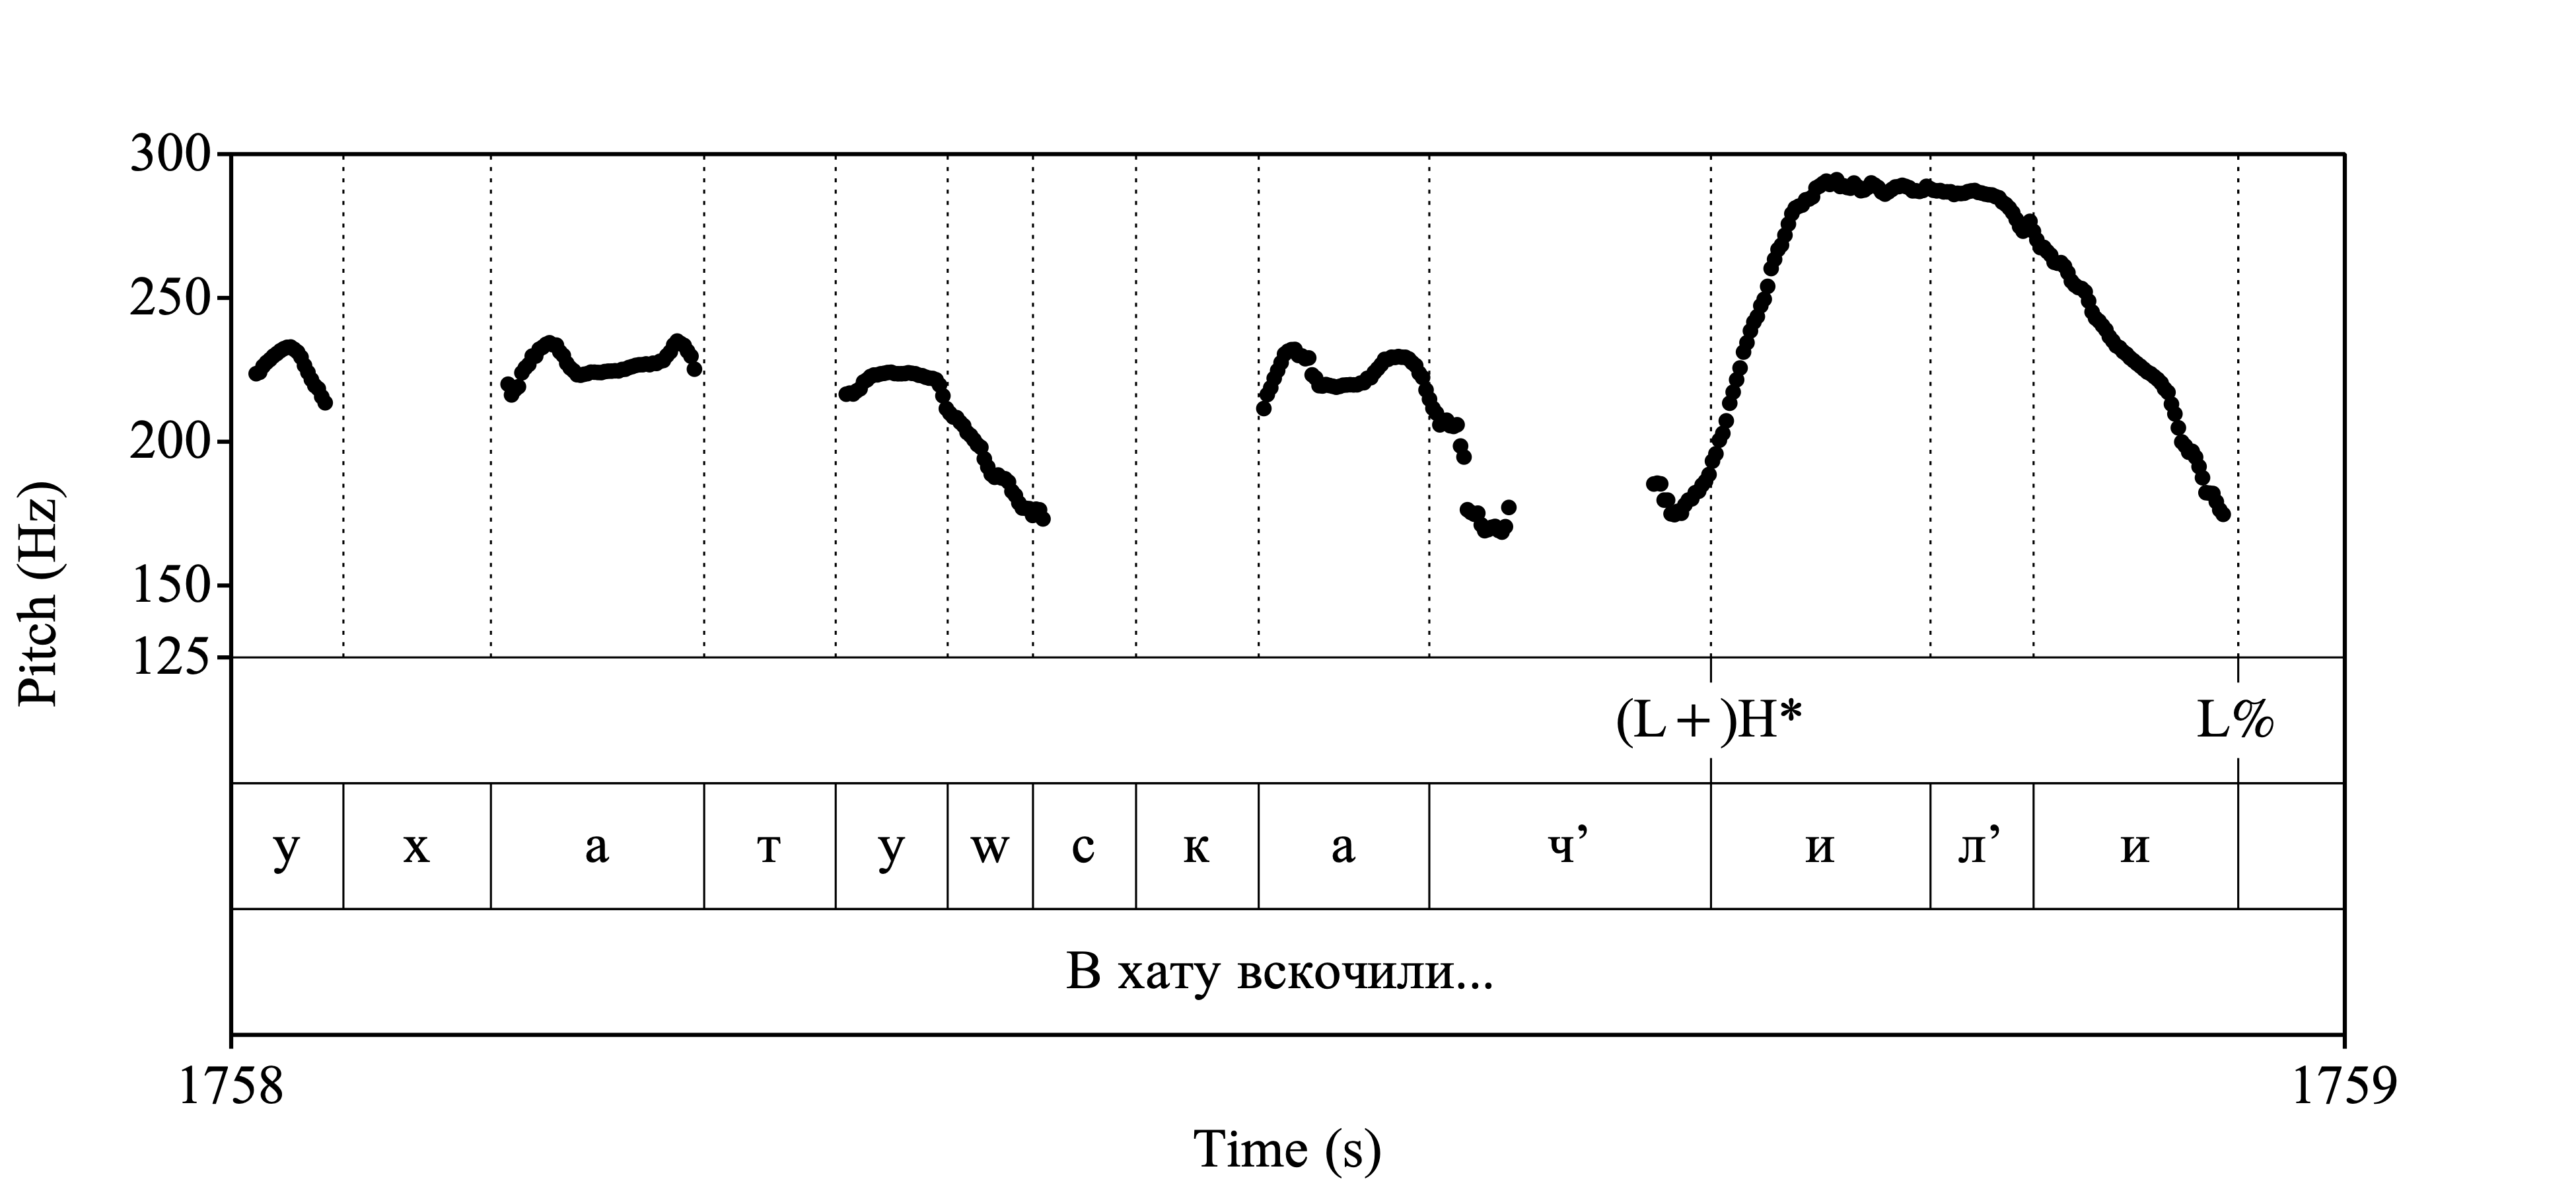 300
250
200
150
125
Pitch (Hz)
(L+)H* L%
у х а т у w с к а ч’ и л’ и
В хату вскочили...
1758 1759
Time (s)